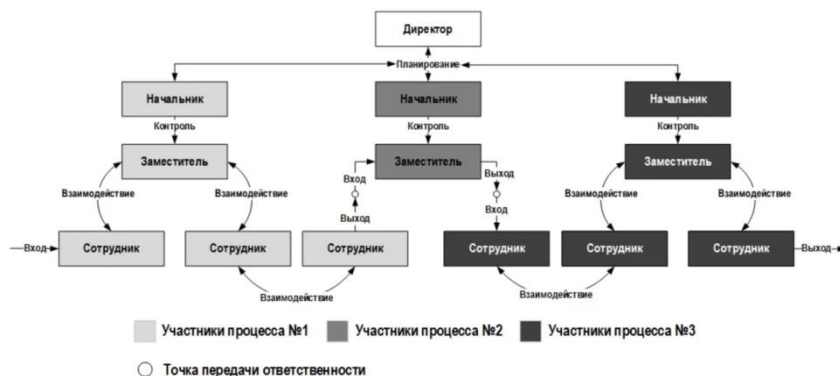 Директор
Планирование
Начальник
Начальник
Начальник
Контроль
Контроль
Контроль
Заместитель
Заместитель
Заместитель
Взаимодействие
Взаимодействие
Вход
Выход
Выход
Вход
Взаимодействие
Взаимодействие
Вход
Сотрудник
Сотрудник
Сотрудник
Сотрудник
Сотрудник
Сотрудник
Выход
Взаимодействие
Взаимодействие
Участники процесса №1
Участники процесса №2
Участники процесса №3
Точка передачи ответственности